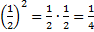 (1/2)² = 1/2 · 1/2 = 1/4